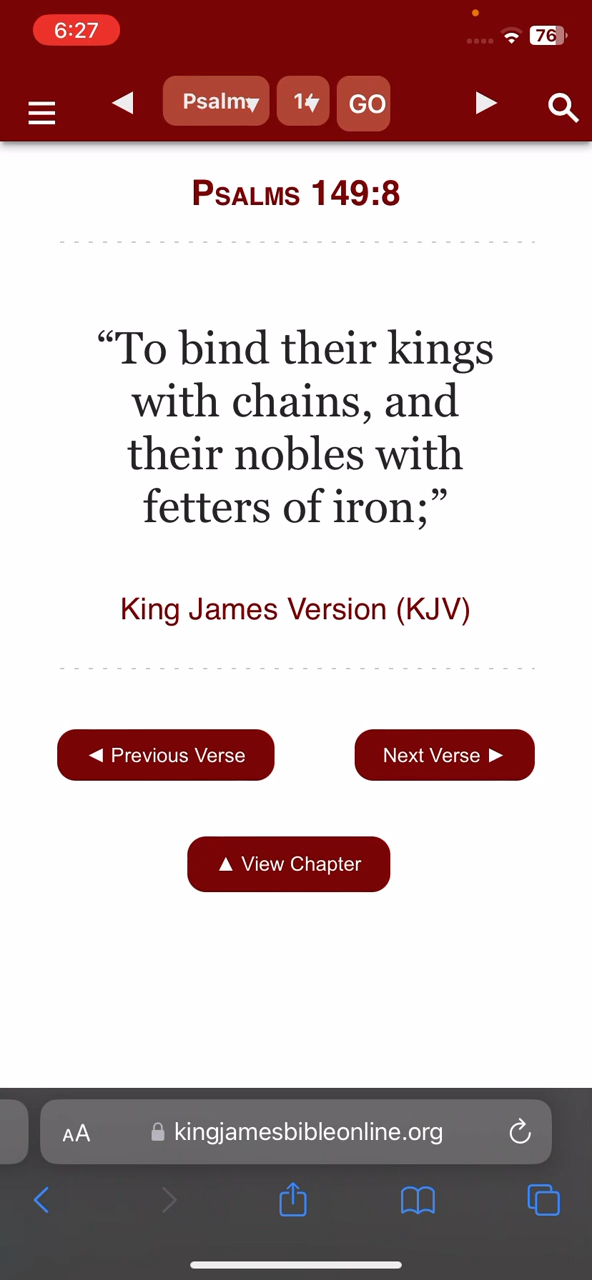 6:27
76
Psalms
GO
PSALMS 149:8
“To bind their kings
with chains, and
their nobles with
fetters of iron;”
King James Version (KJV)
◄ Previous Verse
Next Verse ►
▲ View Chapter
AA
kingjamesbibleonline.org